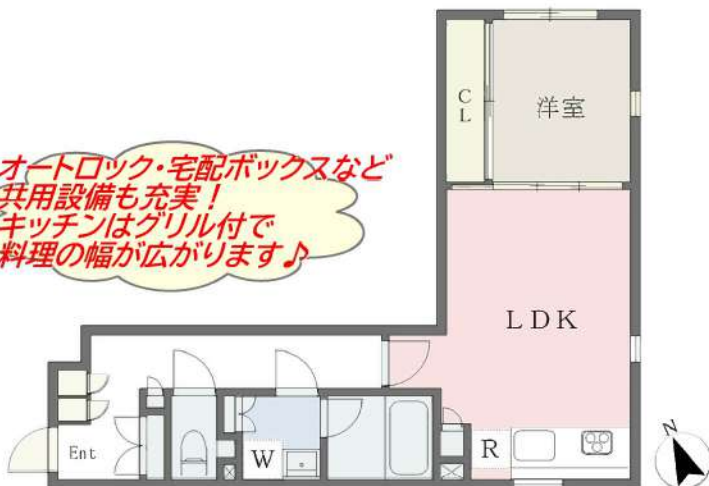 CL
洋室
オートロック・宅配ボックスなど
共用設備も充実！
キッチンはグリル付で
料理の幅が広がります♪
LDK
Ent
W
R
N